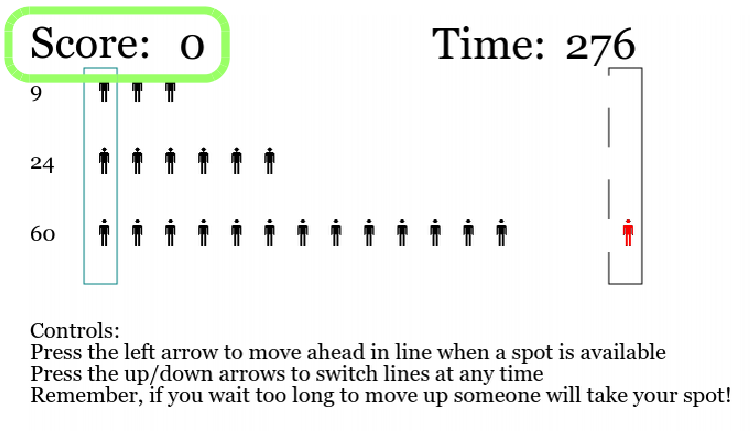 Score: 0 Time: 276
9
24
60
Controls:
Press the left arrow to move ahead in line when a spot is available
Press the up/down arrows to switch lines at any time
Remember, if you wait too long to move up someone will take your spot!